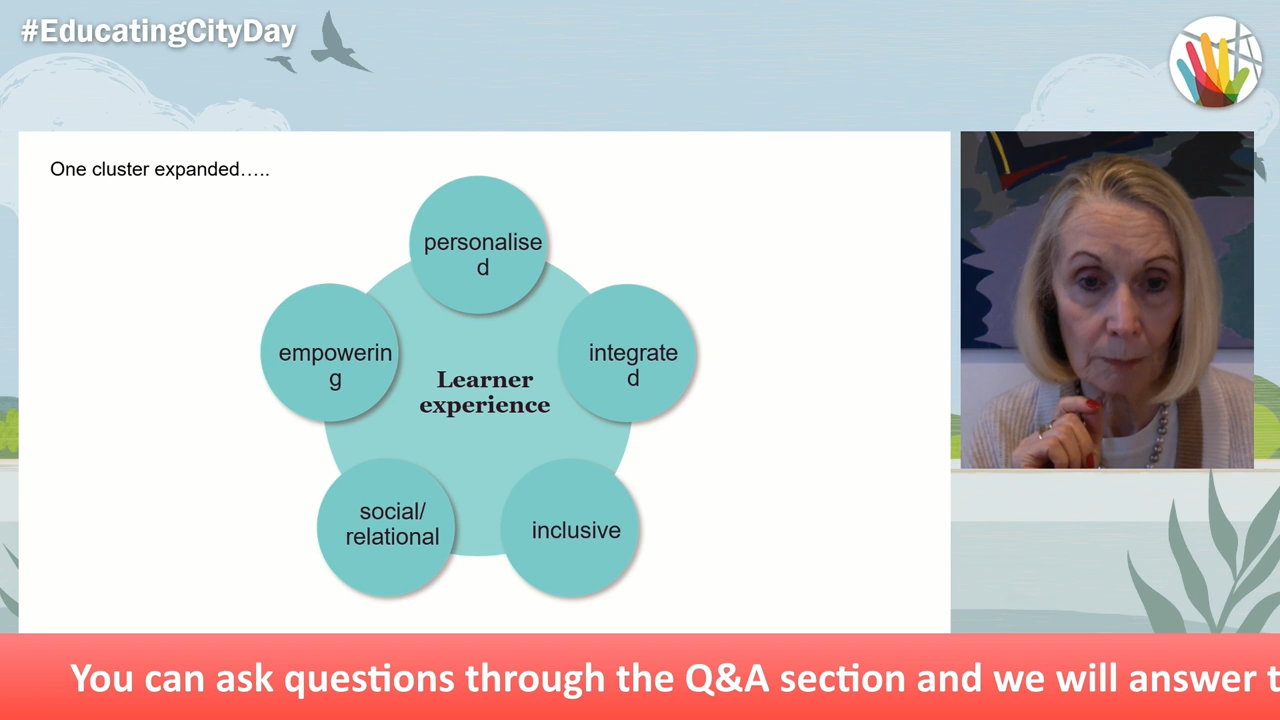 #EducatingCityDay
One cluster expanded…..
personalise
d
empowerin
g
integrate
d
Learner
experience
social/
relational
inclusive
You can ask questions through the Q&A section and we will answer t